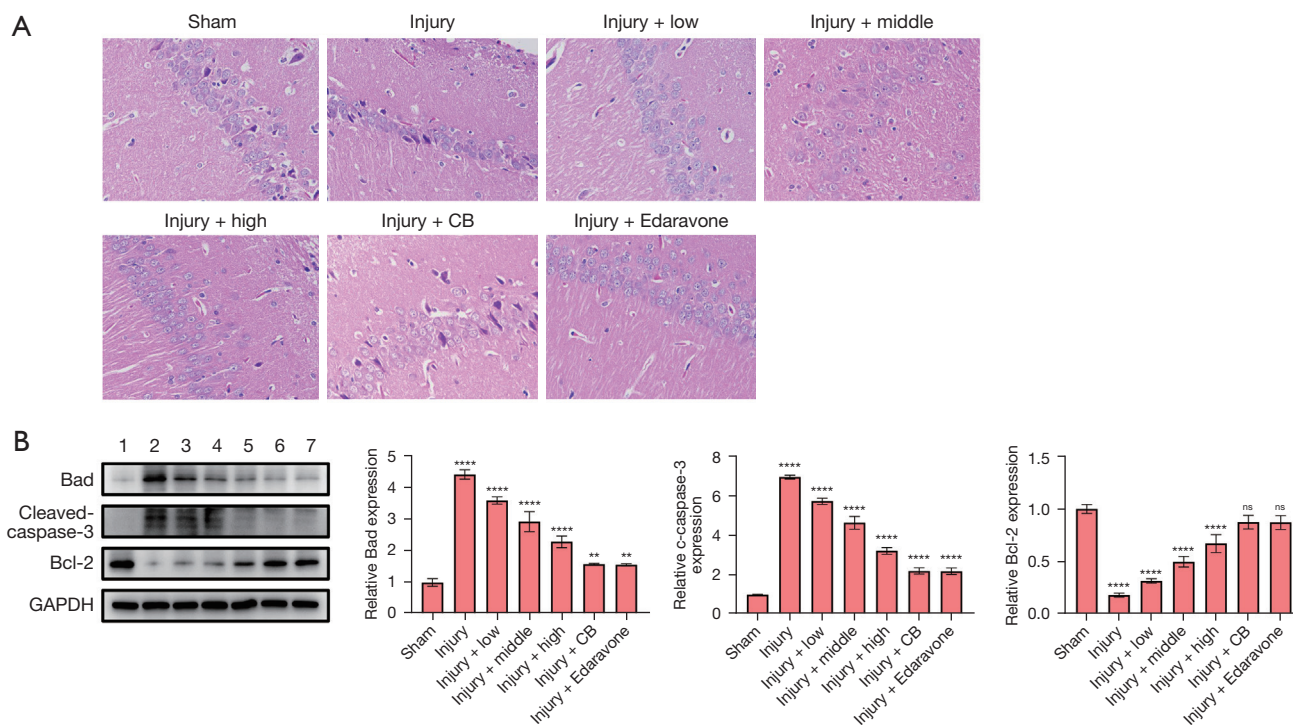 A
Sham
Injury
Injury + low
Injury + middle
Injury + high
Injury + CB
Injury + Edaravone
B
1 2 3 4 5 6 7
Bad
Cleaved-
caspase-3
Bcl-2
GAPDH
Relative Bad expression
5
4
3
2
1
0
**** **** **** **** ** **
Sham
Injury
Injury + low
Injury + middle
Injury + high
Injury + CB
Injury + Edaravone
Relative c-caspase-3
expression
8
6
4
2
0
**** **** **** **** **** ****
Sham
Injury
Injury + low
Injury + middle
Injury + high
Injury + CB
Injury + Edaravone
Relative Bcl-2 expression
1.5
1.0
0.5
0.0
**** **** **** **** ns ns
Sham
Injury
Injury + low
Injury + middle
Injury + high
Injury + CB
Injury + Edaravone